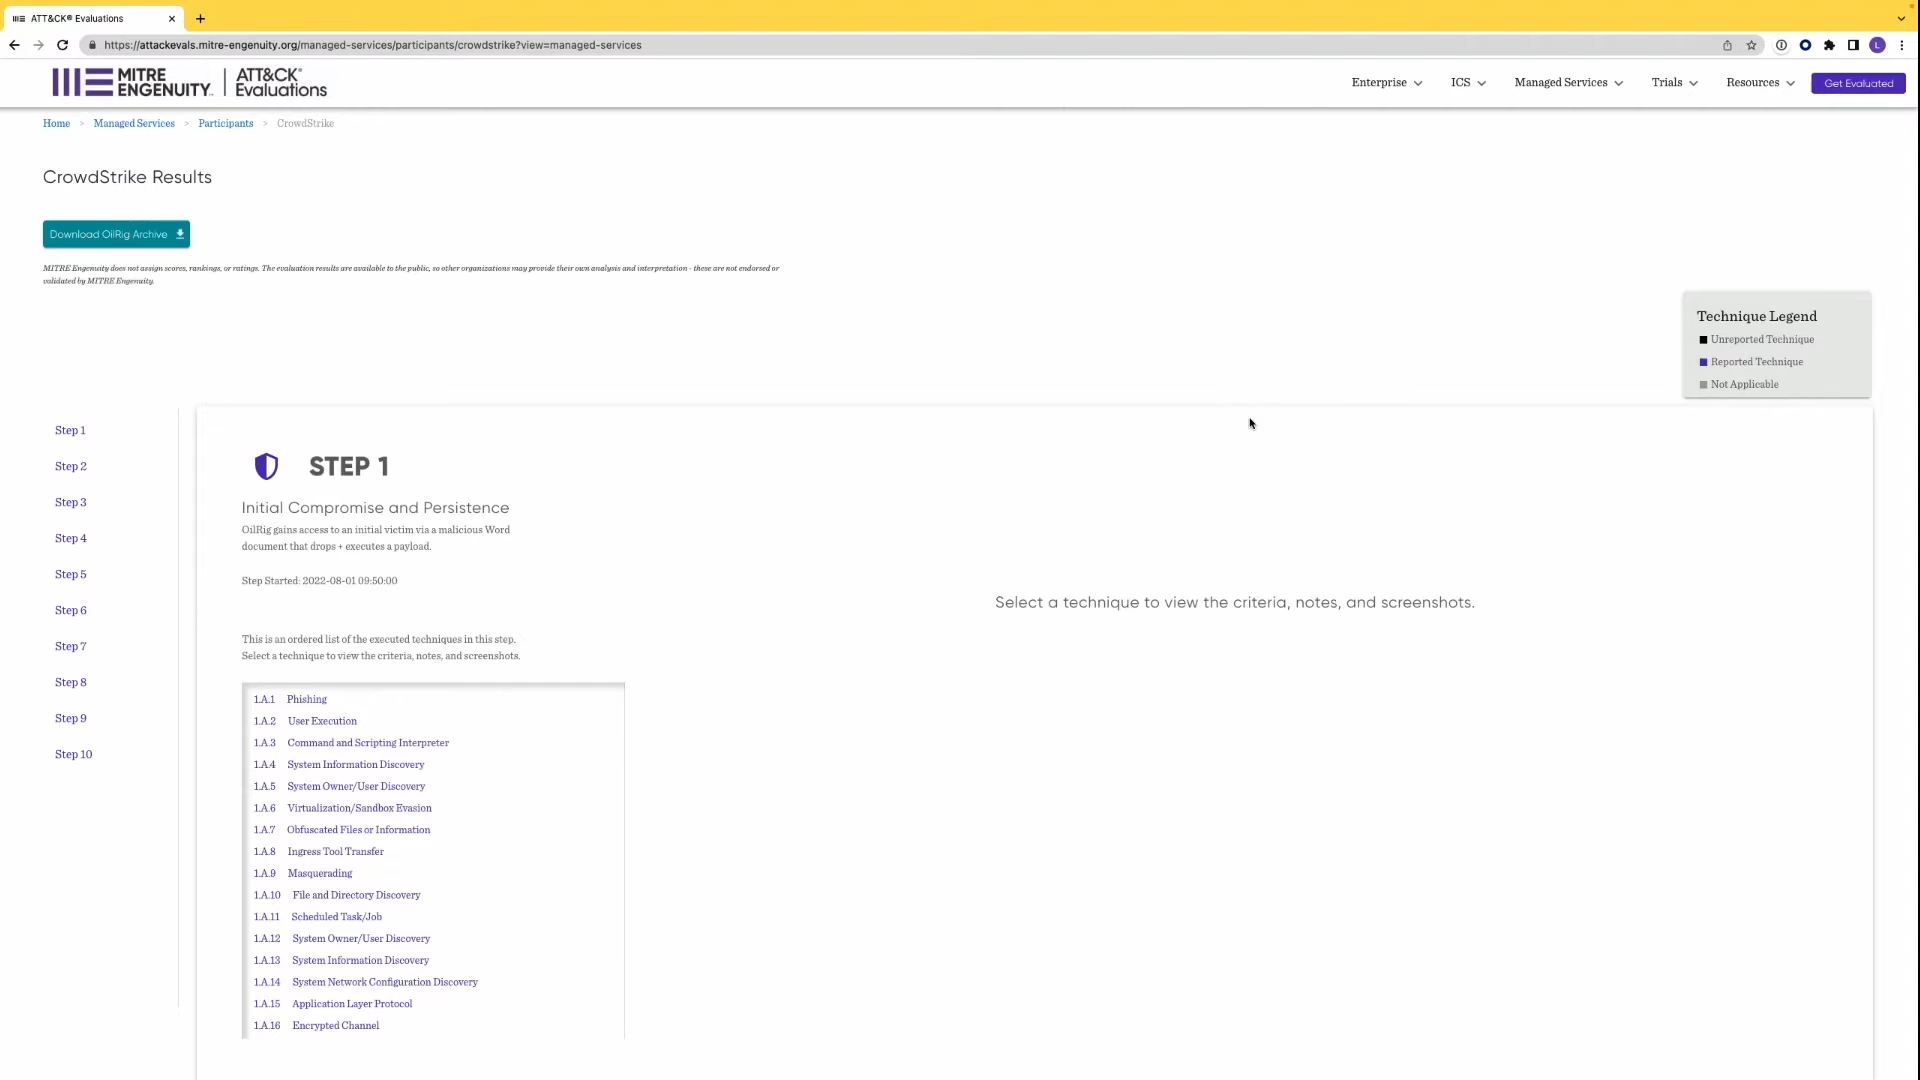 ATT&CK® Evaluations
https://attackevals.mitre-engenuity.org/managed-services/participants/crowdstrike?view=managed-services
L
MITRE ENGENUITY™ | ATT&CK® Evaluations
Enterprise
ICS
Managed Services
Trials
Resources
Get Evaluated
Home > Managed Services > Participants > CrowdStrike
CrowdStrike Results
Download OilRig Archive
MITRE Engenuity does not assign scores, rankings, or ratings. The evaluation results are available to the public, so other organizations may provide their own analysis and interpretation - these are not endorsed or
validated by MITRE Engenuity.
Technique Legend
Unreported Technique
Reported Technique
Not Applicable
Step 1
Step 2
Step 3
Step 4
Step 5
Step 6
Step 7
Step 8
Step 9
Step 10
STEP 1
Initial Compromise and Persistence
OilRig gains access to an initial victim via a malicious Word
document that drops + executes a payload.
Step Started: 2022-08-01 09:50:00
This is an ordered list of the executed techniques in this step.
Select a technique to view the criteria, notes, and screenshots.
1.A.1 Phishing
1.A.2 User Execution
1.A.3 Command and Scripting Interpreter
1.A.4 System Information Discovery
1.A.5 System Owner/User Discovery
1.A.6 Virtualization/Sandbox Evasion
1.A.7 Obfuscated Files or Information
1.A.8 Ingress Tool Transfer
1.A.9 Masquerading
1.A.10 File and Directory Discovery
1.A.11 Scheduled Task/Job
1.A.12 System Owner/User Discovery
1.A.13 System Information Discovery
1.A.14 System Network Configuration Discovery
1.A.15 Application Layer Protocol
1.A.16 Encrypted Channel
Select a technique to view the criteria, notes, and screenshots.